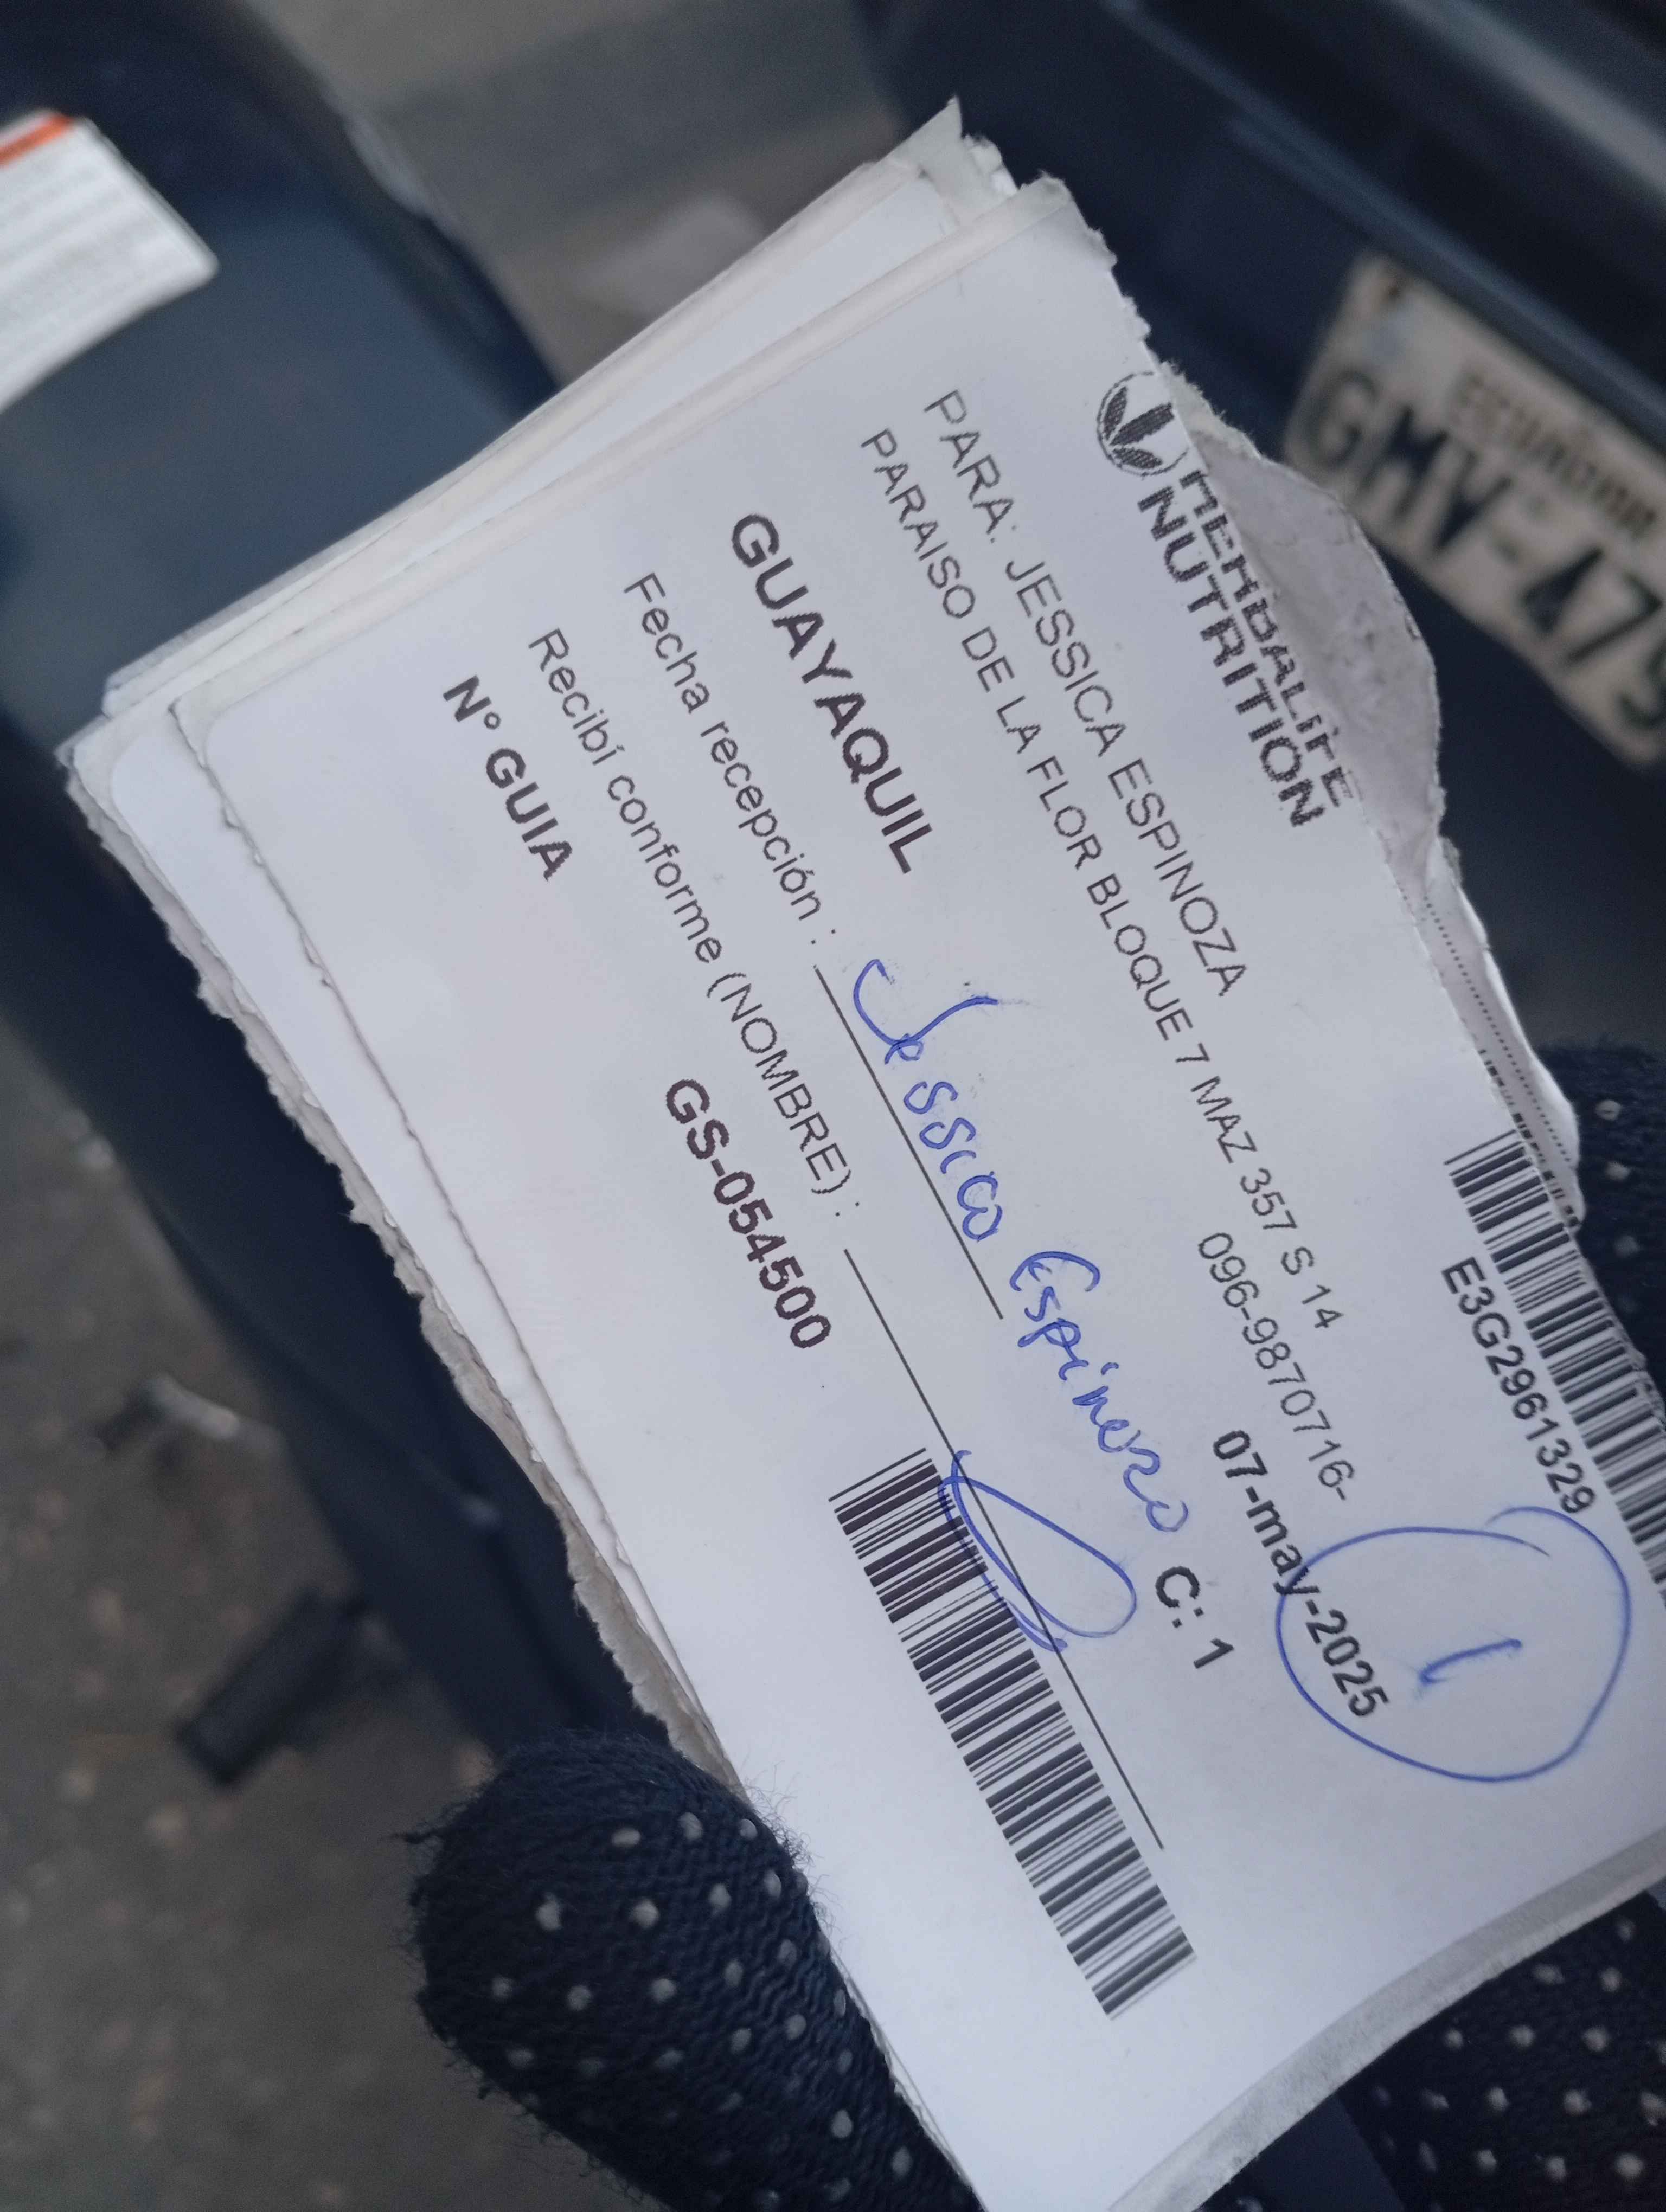 HERBALIFE
NUTRITION
E3G2961329
PARA: JESSICA ESPINOZA
PARAISO DE LA FLOR BLOQUE 7 MAZ 357 S 14
096-9870716-
1
07-may-2025
GUAYAQUIL
C: 1
Fecha recepción :
Jessica Espinoza
Recibí conforme (NOMBRE) :
N° GUIA
GS-054500
ECUADOR
GMV-479